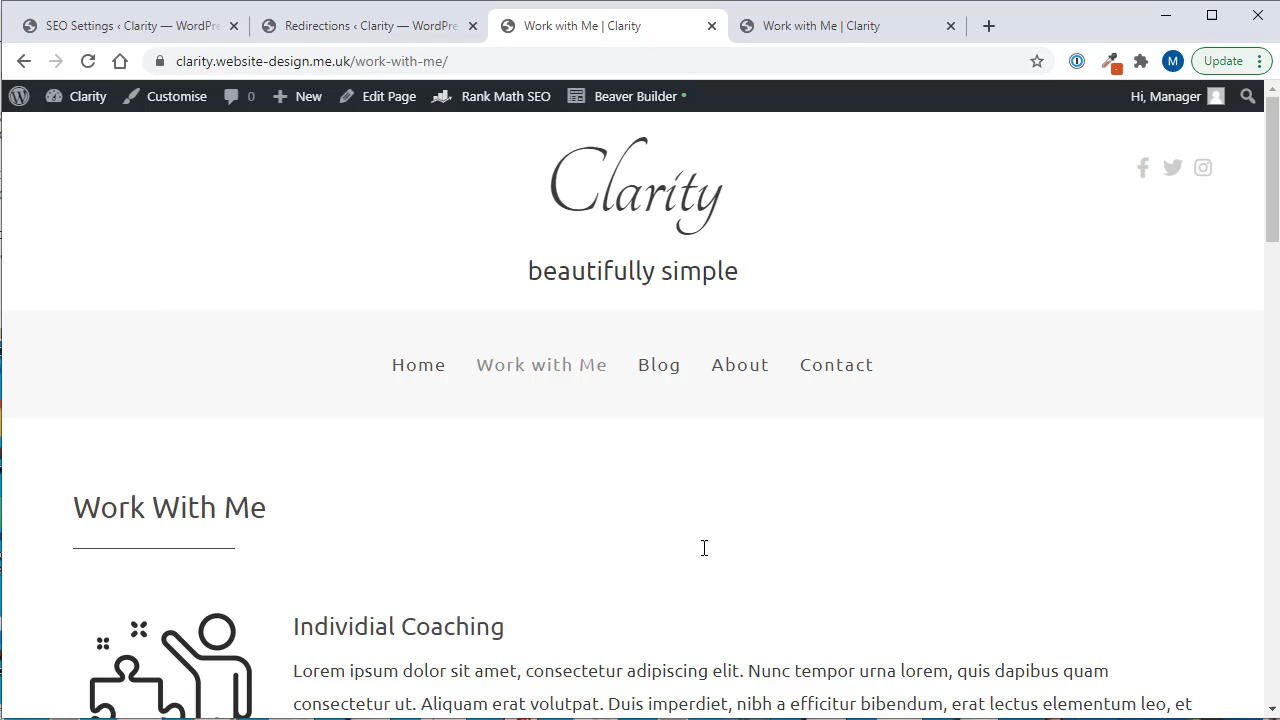 SEO Settings ‹ Clarity — WordPre
Redirections ‹ Clarity — WordPre
Work with Me | Clarity
Work with Me | Clarity
clarity.website-design.me.uk/work-with-me/
M
Update
Clarity
Customise
0
New
Edit Page
Rank Math SEO
Beaver Builder
Hi, Manager
Clarity
beautifully simple
Home
Work with Me
Blog
About
Contact
Work With Me
Individial Coaching
Lorem ipsum dolor sit amet, consectetur adipiscing elit. Nunc tempor urna lorem, quis dapibus quam
consectetur ut. Aliquam erat volutpat. Duis imperdiet, nibh a efficitur bibendum, erat lectus elementum leo, et